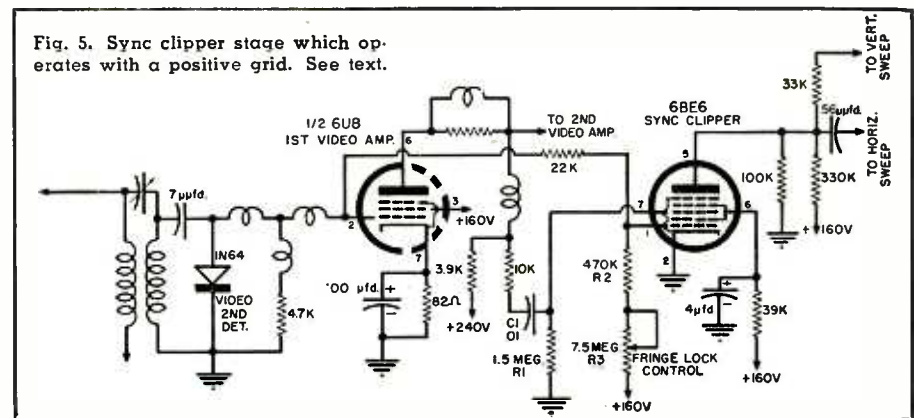 Fig. 5. Sync clipper stage which op-
erates with a positive grid. See text.
TO VERT.
SWEEP
33K
56μμfd.
TO HORIZ.
SWEEP
6BE6
SYNC CLIPPER
1/2 6U8
1ST VIDEO AMP.
6
TO 2ND
VIDEO AMP.
22K
5
100K
330K
+160V
7μμfd.
2
3
+160V
7
7
1
6
2
1N64
VIDEO
2ND
DET.
4.7K
100 μfd.
+
-
82Ω
3.9K
+240V
10K
C1
.01
1.5 MEG
R1
470K
R2
7.5 MEG
R3
FRINGE LOCK
CONTROL
+160V
+
-
4μfd
39K
+160V